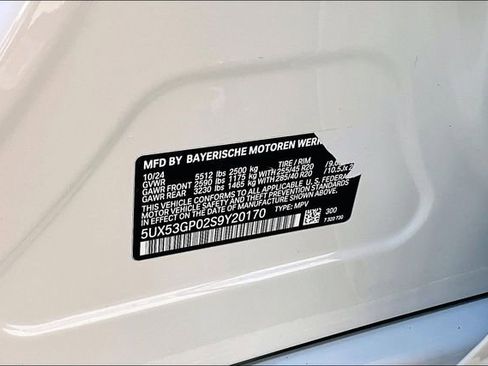 MFD BY BAYERISCHE MOTOREN WERK
10/24
GVWR 5512 lbs 2500 kg TIRE / RIM
GAWR FRONT 2590 lbs 1175 kg WITH 255/45 R20
GAWR REAR 3230 lbs 1465 kg WITH 285/40 R20 /10.5Jx
THIS VEHICLE CONFORMS TO ALL APPLICABLE U.S. FEDERAL
MOTOR VEHICLE SAFETY STANDARDS IN EFFECT ON
THE DATE OF MANUFACTURE SHOWN ABOVE.
5UX53GP02S9Y20170 TYPE: MPV
300